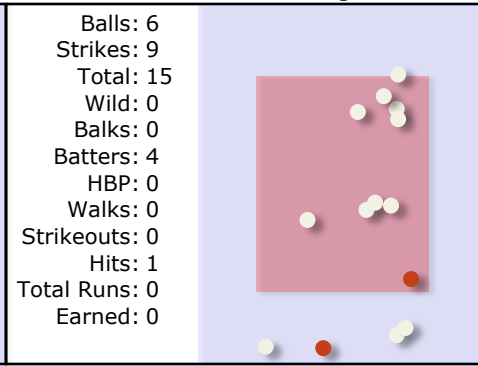 Balls: 6
Strikes: 9
Total: 15
Wild: 0
Balks: 0
Batters: 4
HBP: 0
Walks: 0
Strikeouts: 0
Hits: 1
Total Runs: 0
Earned: 0